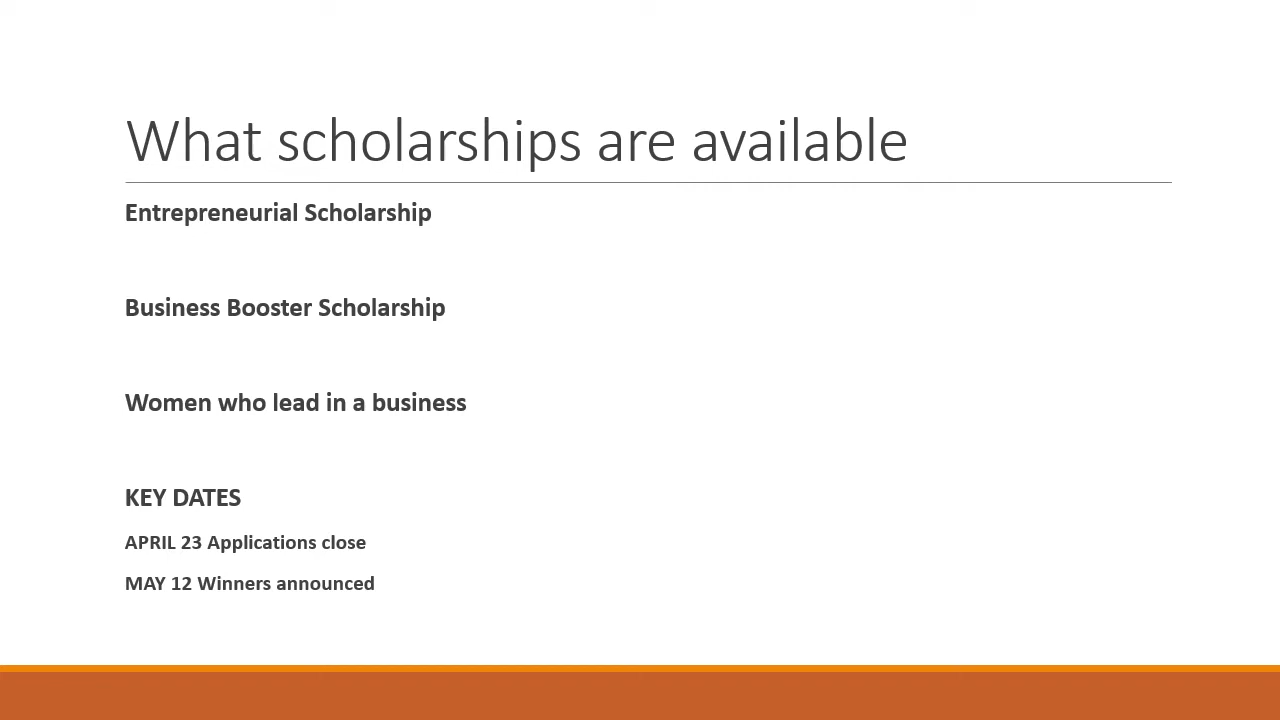 What scholarships are available
Entrepreneurial Scholarship
Business Booster Scholarship
Women who lead in a business
KEY DATES
APRIL 23 Applications close
MAY 12 Winners announced